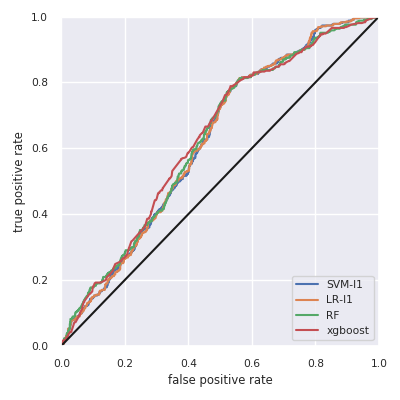 1.0
0.8
0.6
0.4
0.2
0.0
true positive rate
0.0 0.2 0.4 0.6 0.8 1.0
false positive rate
SVM-l1
LR-l1
RF
xgboost